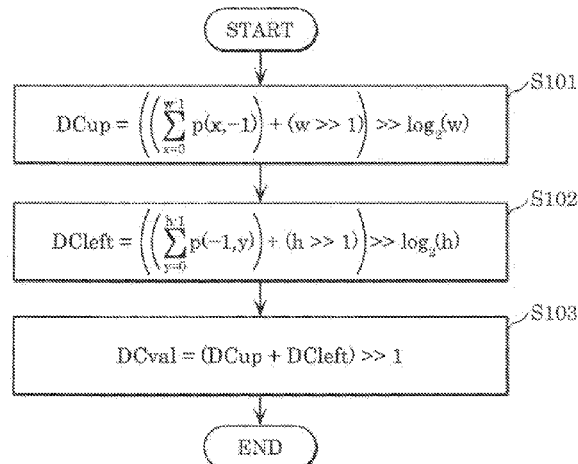 START
S101
DCup = ((∑_{x=0}^{w-1} p(x,−1)) + (w >> 1)) >> log₂(w)
S102
DCleft = ((∑_{y=0}^{h-1} p(−1,y)) + (h >> 1)) >> log₂(h)
S103
DCval = (DCup + DCleft) >> 1
END